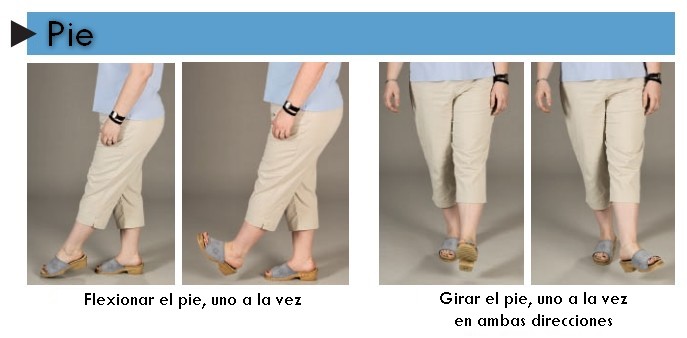 Pie
Flexionar el pie, uno a la vez
Girar el pie, uno a la vez
en ambas direcciones